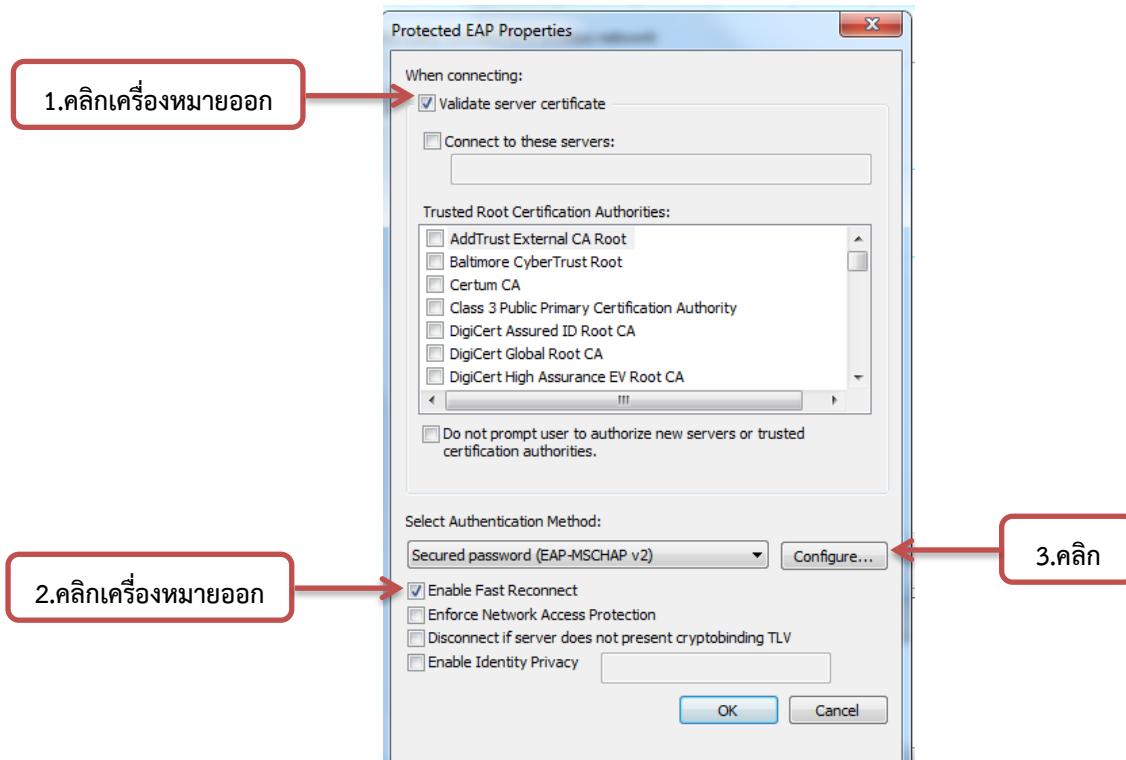 Protected EAP Properties
When connecting:
1.คลิกเครื่องหมายออก
Validate server certificate
Connect to these servers:
Trusted Root Certification Authorities:
AddTrust External CA Root
Baltimore CyberTrust Root
Certum CA
Class 3 Public Primary Certification Authority
DigiCert Assured ID Root CA
DigiCert Global Root CA
DigiCert High Assurance EV Root CA
Do not prompt user to authorize new servers or trusted
certification authorities.
Select Authentication Method:
Secured password (EAP-MSCHAP v2)
Configure...
3.คลิก
2.คลิกเครื่องหมายออก
Enable Fast Reconnect
Enforce Network Access Protection
Disconnect if server does not present cryptobinding TLV
Enable Identity Privacy
OK
Cancel